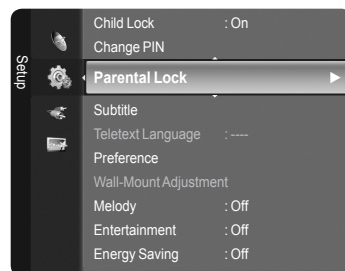 Setup
Child Lock : On
Change PIN
Parental Lock
Subtitle
Teletext Language : ----
Preference
Wall-Mount Adjustment
Melody : Off
Entertainment : Off
Energy Saving : Off